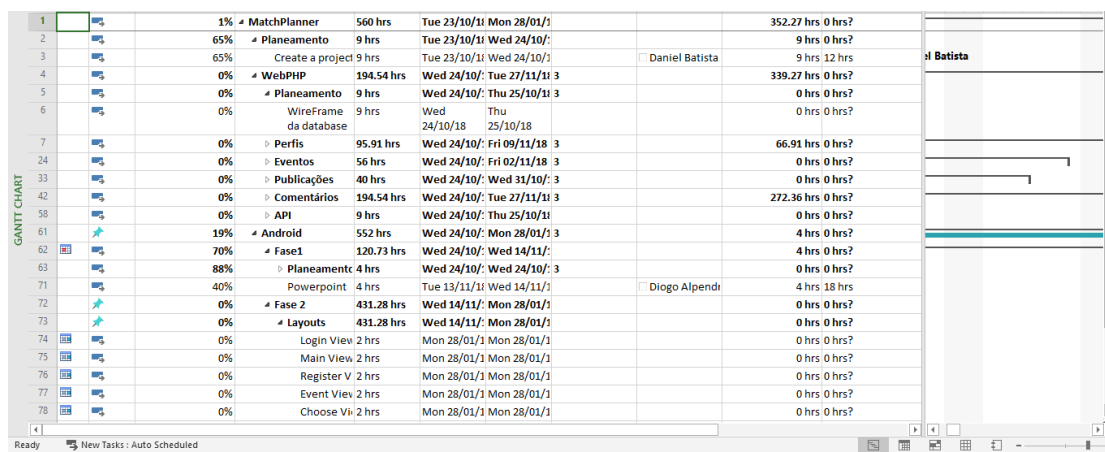 1 1% MatchPlanner 560 hrs Tue 23/10/18 Mon 28/01/1 352.27 hrs 0 hrs?
2 65% Planeamento 9 hrs Tue 23/10/18 Wed 24/10/1 9 hrs 0 hrs?
3 65% Create a project 9 hrs Tue 23/10/18 Wed 24/10/1 Daniel Batista 9 hrs 12 hrs el Batista
4 0% WebPHP 194.54 hrs Wed 24/10/1 Tue 27/11/18 3 339.27 hrs 0 hrs?
5 0% Planeamento 9 hrs Wed 24/10/1 Thu 25/10/18 3 0 hrs 0 hrs?
6 0% WireFrame 9 hrs Wed Thu 0 hrs 0 hrs?
da database 24/10/18 25/10/18
7 0% Perfis 95.91 hrs Wed 24/10/1 Fri 09/11/18 3 66.91 hrs 0 hrs?
24 0% Eventos 56 hrs Wed 24/10/1 Fri 02/11/18 3 0 hrs 0 hrs?
33 0% Publicações 40 hrs Wed 24/10/1 Wed 31/10/1 3 0 hrs 0 hrs?
42 0% Comentários 194.54 hrs Wed 24/10/1 Tue 27/11/18 3 272.36 hrs 0 hrs?
58 0% API 9 hrs Wed 24/10/1 Thu 25/10/18 0 hrs 0 hrs?
61 19% Android 552 hrs Wed 24/10/1 Mon 28/01/1 3 4 hrs 0 hrs?
62 70% Fase1 120.73 hrs Wed 24/10/1 Wed 14/11/1 4 hrs 0 hrs?
63 88% Planeamento 4 hrs Wed 24/10/1 Wed 24/10/1 3 0 hrs 0 hrs?
71 40% Powerpoint 4 hrs Tue 13/11/18 Wed 14/11/1 Diogo Alpendr 4 hrs 18 hrs
72 0% Fase 2 431.28 hrs Wed 14/11/1 Mon 28/01/1 0 hrs 0 hrs?
73 0% Layouts 431.28 hrs Wed 14/11/1 Mon 28/01/1 0 hrs 0 hrs?
74 0% Login View 2 hrs Mon 28/01/1 Mon 28/01/1 0 hrs 0 hrs?
75 0% Main View 2 hrs Mon 28/01/1 Mon 28/01/1 0 hrs 0 hrs?
76 0% Register V 2 hrs Mon 28/01/1 Mon 28/01/1 0 hrs 0 hrs?
77 0% Event View 2 hrs Mon 28/01/1 Mon 28/01/1 0 hrs 0 hrs?
78 0% Choose Vi 2 hrs Mon 28/01/1 Mon 28/01/1 0 hrs 0 hrs?
GANTT CHART
Ready New Tasks : Auto Scheduled